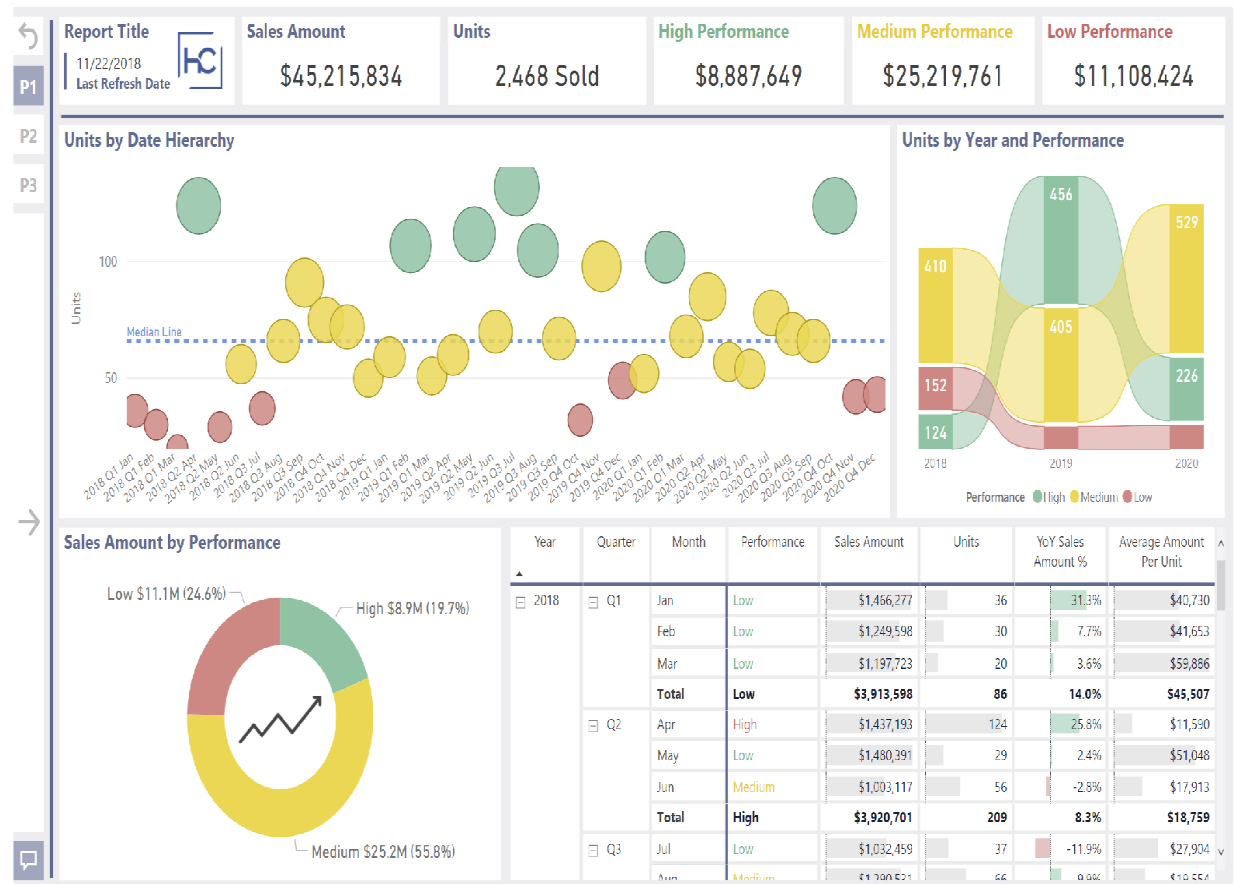 Report Title
11/22/2018
Last Refresh Date
HC
Sales Amount
$45,215,834
Units
2,468 Sold
High Performance
$8,887,649
Medium Performance
$25,219,761
Low Performance
$11,108,424
P1
P2
P3
Units by Date Hierarchy
Units
100
50
Median Line
2018 Q1 Jan
2018 Q1 Feb
2018 Q1 Mar
2018 Q2 Apr
2018 Q2 May
2018 Q2 Jun
2018 Q3 Jul
2018 Q3 Aug
2018 Q3 Sep
2018 Q4 Oct
2018 Q4 Nov
2018 Q4 Dec
2019 Q1 Jan
2019 Q1 Feb
2019 Q1 Mar
2019 Q2 Apr
2019 Q2 May
2019 Q2 Jun
2019 Q3 Jul
2019 Q3 Aug
2019 Q3 Sep
2019 Q4 Oct
2019 Q4 Nov
2019 Q4 Dec
2020 Q1 Jan
2020 Q1 Feb
2020 Q1 Mar
2020 Q2 Apr
2020 Q2 May
2020 Q2 Jun
2020 Q3 Jul
2020 Q3 Aug
2020 Q3 Sep
2020 Q4 Oct
2020 Q4 Nov
2020 Q4 Dec
Units by Year and Performance
410
152
124
456
405
529
226
2018 2019 2020
Performance High Medium Low
Sales Amount by Performance
Low $11.1M (24.6%)
High $8.9M (19.7%)
Medium $25.2M (55.8%)
Year Quarter Month Performance Sales Amount Units YoY Sales Amount % Average Amount Per Unit
2018 Q1 Jan Low $1,466,277 36 31.3% $40,730
Feb Low $1,249,598 30 7.7% $41,653
Mar Low $1,197,723 20 3.6% $59,886
Total Low $3,913,598 86 14.0% $45,507
Q2 Apr High $1,437,193 124 25.8% $11,590
May Low $1,480,391 29 2.4% $51,048
Jun Medium $1,003,117 56 -2.8% $17,913
Total High $3,920,701 209 8.3% $18,759
Q3 Jul Low $1,032,459 37 -11.9% $27,904
Aug Medium $1,290,531 66 9.9% $19,554